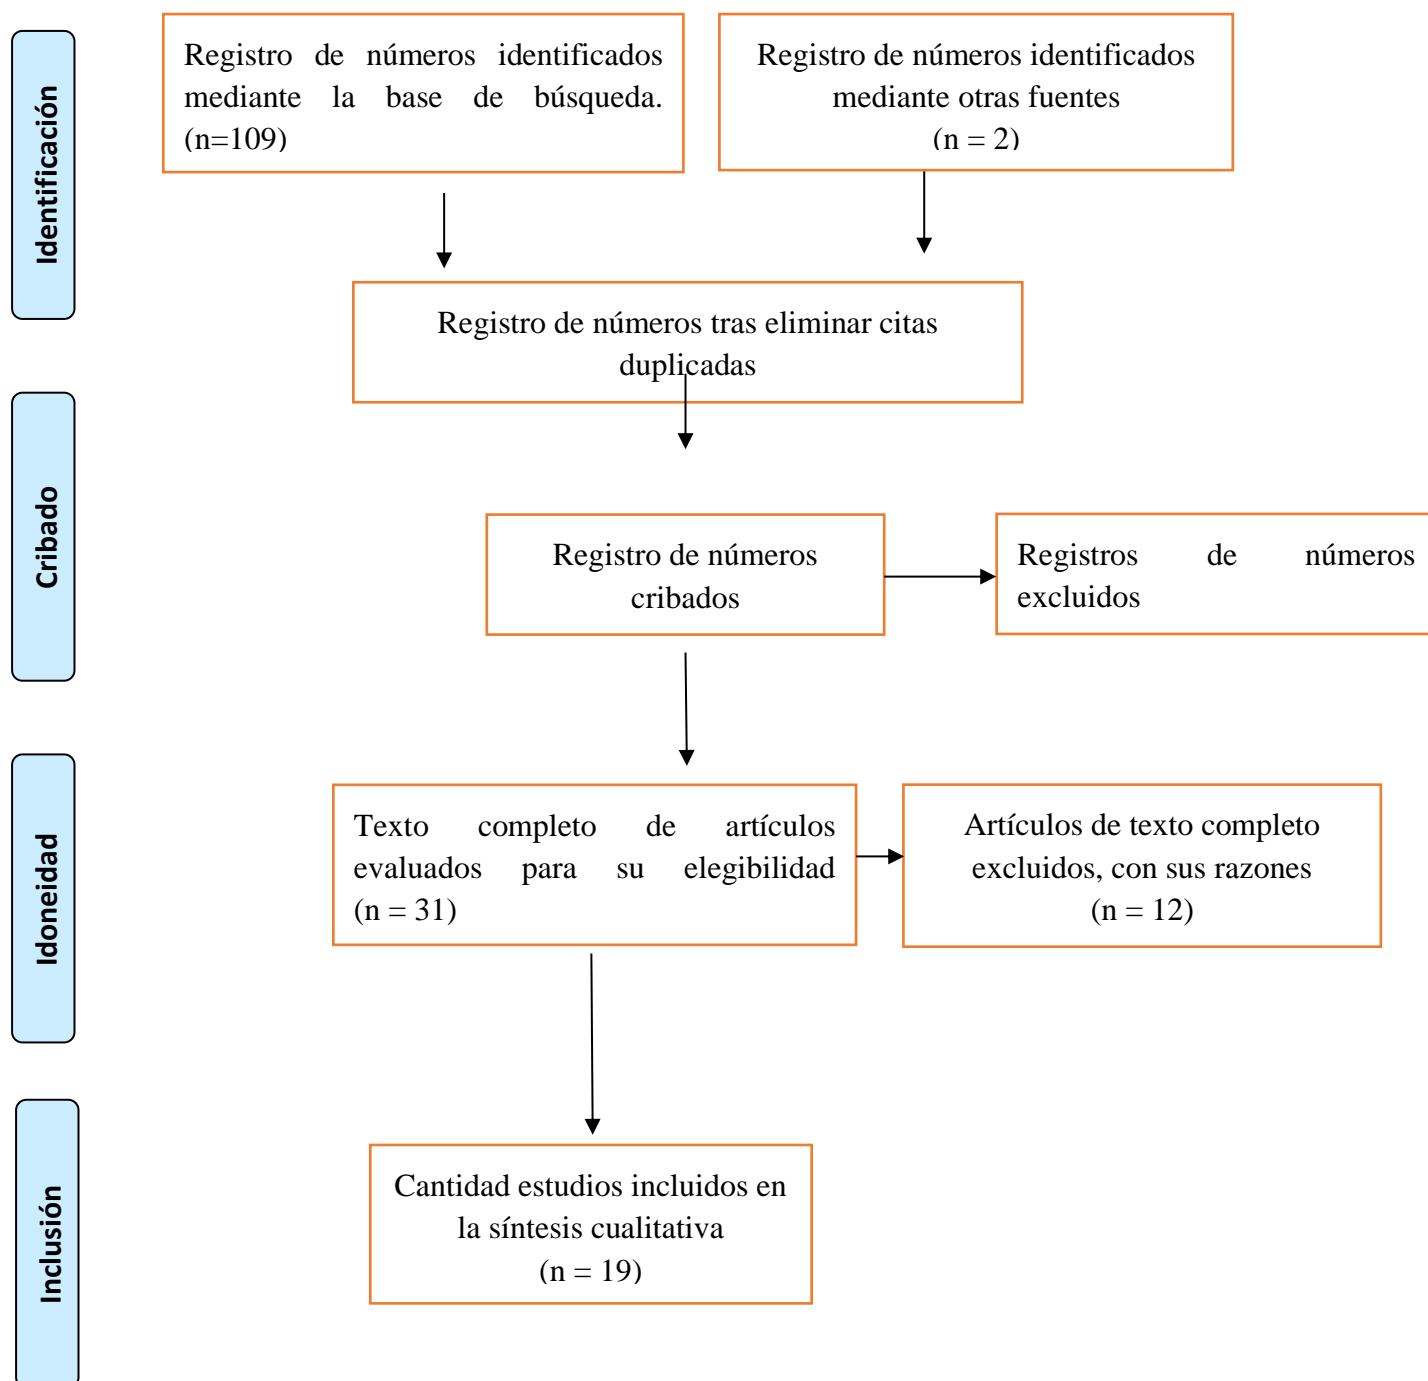 Identificación
Registro de números identificados
mediante la base de búsqueda.
(n=109)
Registro de números identificados
mediante otras fuentes
(n = 2)
Registro de números tras eliminar citas
duplicadas
Cribado
Registro de números
cribados
Registros de números
excluidos
Idoneidad
Texto completo de artículos
evaluados para su elegibilidad
(n = 31)
Artículos de texto completo
excluidos, con sus razones
(n = 12)
Inclusión
Cantidad estudios incluidos en
la síntesis cualitativa
(n = 19)